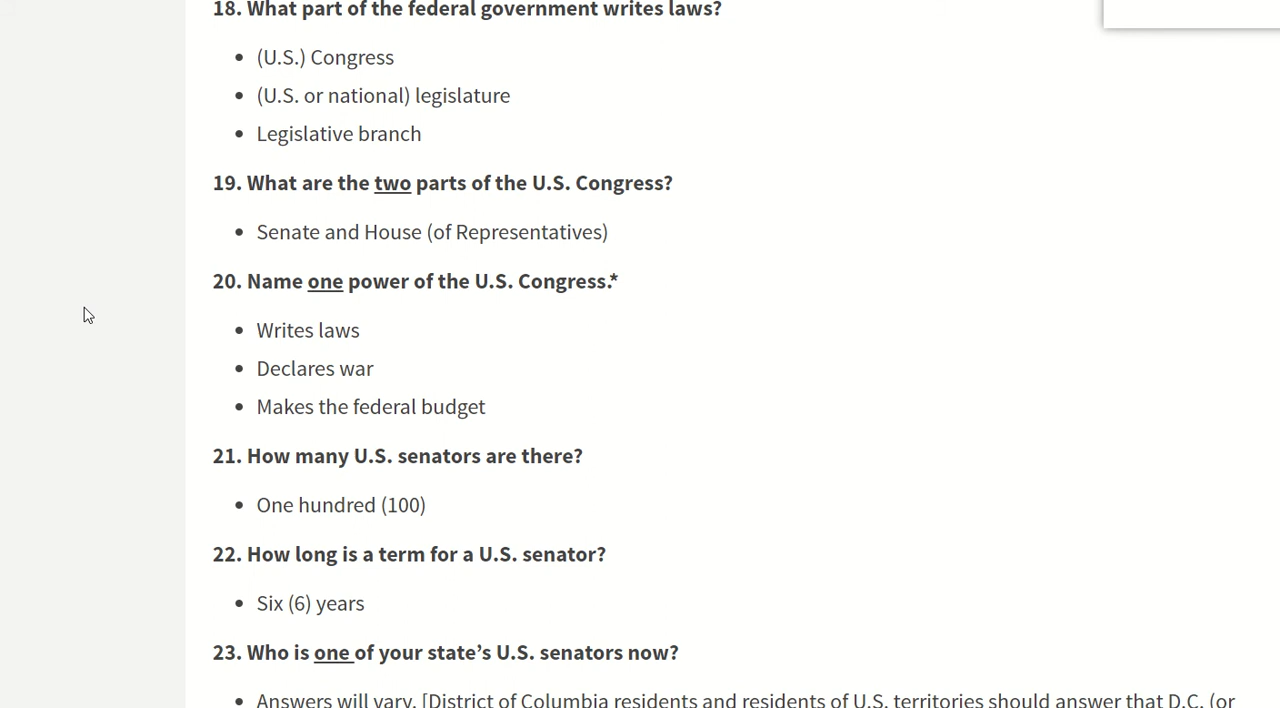 18. What part of the federal government writes laws?
• (U.S.) Congress
• (U.S. or national) legislature
• Legislative branch
19. What are the two parts of the U.S. Congress?
• Senate and House (of Representatives)
20. Name one power of the U.S. Congress.*
• Writes laws
• Declares war
• Makes the federal budget
21. How many U.S. senators are there?
• One hundred (100)
22. How long is a term for a U.S. senator?
• Six (6) years
23. Who is one of your state’s U.S. senators now?
• Answers will vary. [District of Columbia residents and residents of U.S. territories should answer that D.C. (or